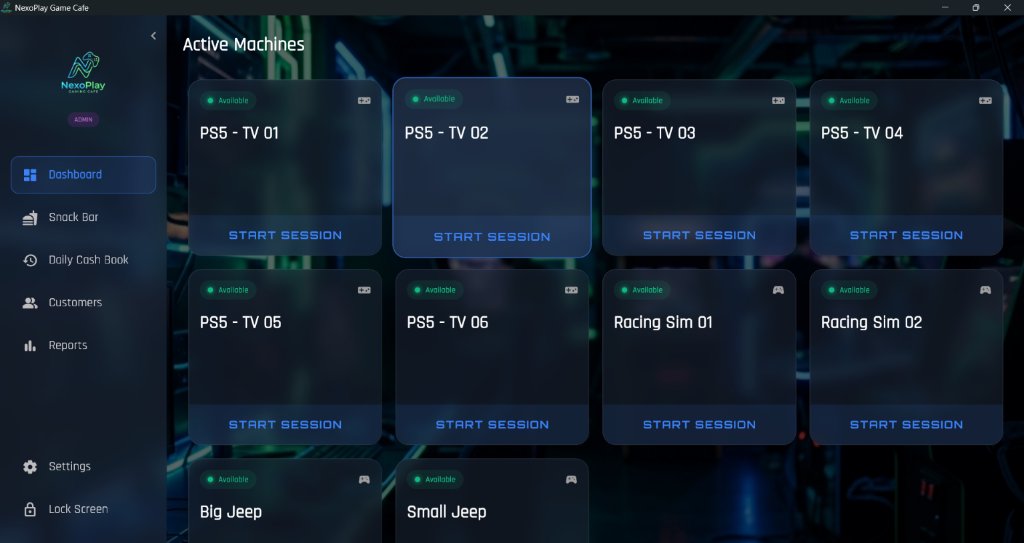 NexoPlay Game Cafe
NexoPlay
GAMING CAFE
ADMIN
Dashboard
Snack Bar
Daily Cash Book
Customers
Reports
Settings
Lock Screen
Active Machines
Available
PS5 - TV 01
START SESSION
Available
PS5 - TV 02
START SESSION
Available
PS5 - TV 03
START SESSION
Available
PS5 - TV 04
START SESSION
Available
PS5 - TV 05
START SESSION
Available
PS5 - TV 06
START SESSION
Available
Racing Sim 01
START SESSION
Available
Racing Sim 02
START SESSION
Available
Big Jeep
Available
Small Jeep